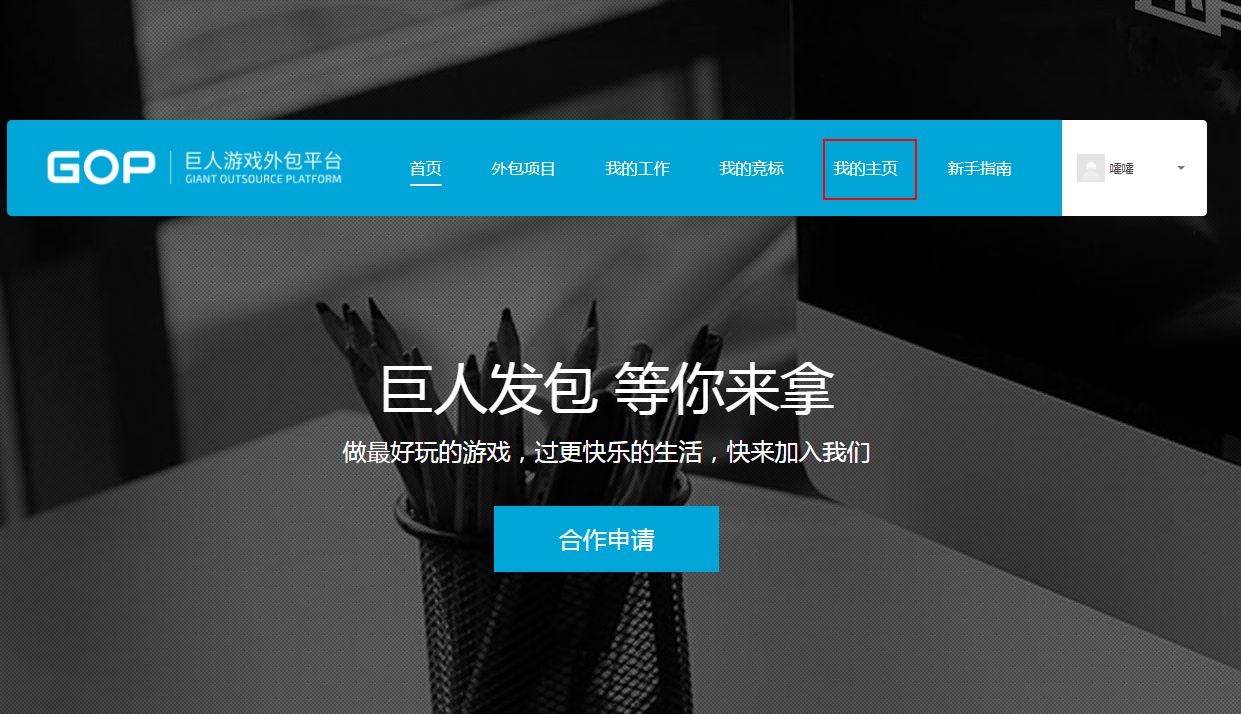 GOP 巨人游戏外包平台
GIANT OUTSOURCE PLATFORM
首页 外包项目 我的工作 我的竞标 我的主页 新手指南 嚯嚯
巨人发包 等你来拿
做最好玩的游戏，过更快乐的生活，快来加入我们
合作申请